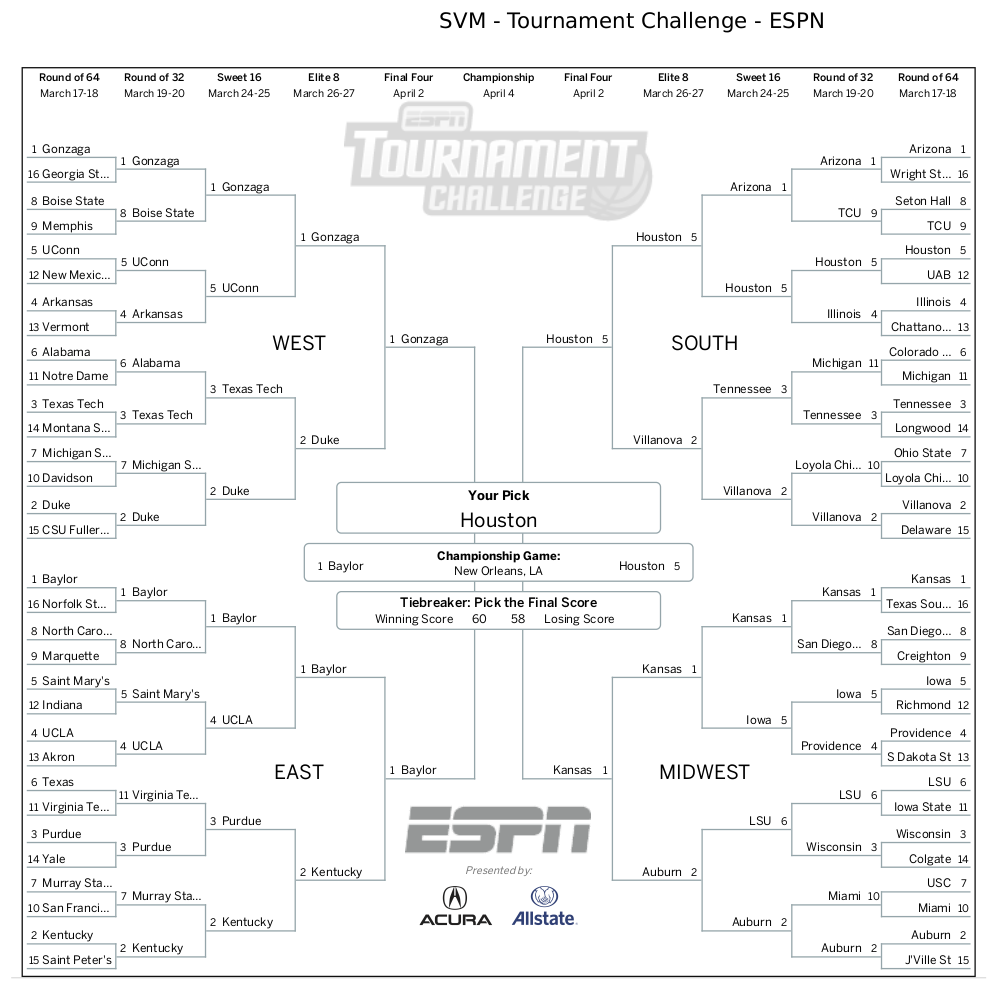 SVM - Tournament Challenge - ESPN
Round of 64 Round of 32 Sweet 16 Elite 8 Final Four Championship Final Four Elite 8 Sweet 16 Round of 32 Round of 64
March 17-18 March 19-20 March 24-25 March 26-27 April 2 April 4 April 2 March 26-27 March 24-25 March 19-20 March 17-18
ESPN
TOURNAMENT
CHALLENGE
WEST
1 Gonzaga
16 Georgia St...
8 Boise State
9 Memphis
5 UConn
12 New Mexic...
4 Arkansas
13 Vermont
6 Alabama
11 Notre Dame
3 Texas Tech
14 Montana S...
7 Michigan S...
10 Davidson
2 Duke
15 CSU Fuller...
1 Gonzaga
8 Boise State
5 UConn
4 Arkansas
6 Alabama
3 Texas Tech
7 Michigan S...
2 Duke
1 Gonzaga
5 UConn
3 Texas Tech
2 Duke
1 Gonzaga
2 Duke
1 Gonzaga
EAST
1 Baylor
16 Norfolk St...
8 North Caro...
9 Marquette
5 Saint Mary's
12 Indiana
4 UCLA
13 Akron
6 Texas
11 Virginia Te...
3 Purdue
14 Yale
7 Murray Sta...
10 San Franci...
2 Kentucky
15 Saint Peter's
1 Baylor
8 North Caro...
5 Saint Mary's
4 UCLA
11 Virginia Te...
3 Purdue
7 Murray Sta...
2 Kentucky
1 Baylor
4 UCLA
3 Purdue
2 Kentucky
1 Baylor
2 Kentucky
1 Baylor
Your Pick
Houston
Championship Game:
1 Baylor New Orleans, LA Houston 5
Tiebreaker: Pick the Final Score
Winning Score 60 58 Losing Score
SOUTH
Houston 5
Houston 5
Villanova 2
Arizona 1
Houston 5
Tennessee 3
Villanova 2
Arizona 1
TCU 9
Houston 5
Illinois 4
Michigan 11
Tennessee 3
Loyola Chi... 10
Villanova 2
Arizona 1
Wright St... 16
Seton Hall 8
TCU 9
Houston 5
UAB 12
Illinois 4
Chattano... 13
Colorado ... 6
Michigan 11
Tennessee 3
Longwood 14
Ohio State 7
Loyola Chi... 10
Villanova 2
Delaware 15
MIDWEST
Kansas 1
Kansas 1
Auburn 2
Kansas 1
Iowa 5
LSU 6
Auburn 2
Kansas 1
San Diego... 8
Iowa 5
Providence 4
LSU 6
Wisconsin 3
Miami 10
Auburn 2
Kansas 1
Texas Sou... 16
San Diego... 8
Creighton 9
Iowa 5
Richmond 12
Providence 4
S Dakota St 13
LSU 6
Iowa State 11
Wisconsin 3
Colgate 14
USC 7
Miami 10
Auburn 2
J'Ville St 15
ESPN
Presented by:
ACURA Allstate.